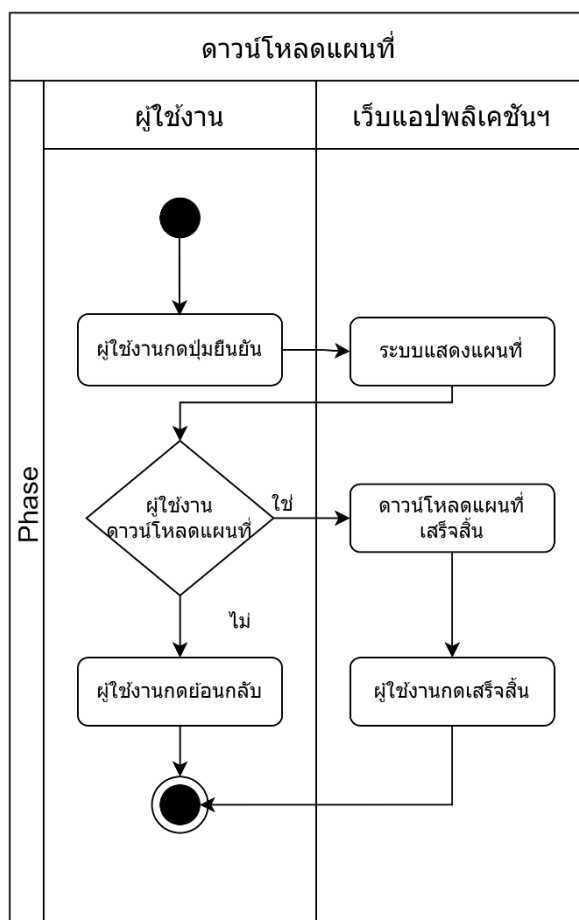 ดาวน์โหลดแผนที่
ผู้ใช้งาน
เว็บแอปพลิเคชันฯ
Phase
ผู้ใช้งานกดปุ่มยืนยัน
ระบบแสดงแผนที่
ผู้ใช้งาน
ดาวน์โหลดแผนที่
ใช่
ดาวน์โหลดแผนที่
เสร็จสิ้น
ไม่
ผู้ใช้งานกดย้อนกลับ
ผู้ใช้งานกดเสร็จสิ้น